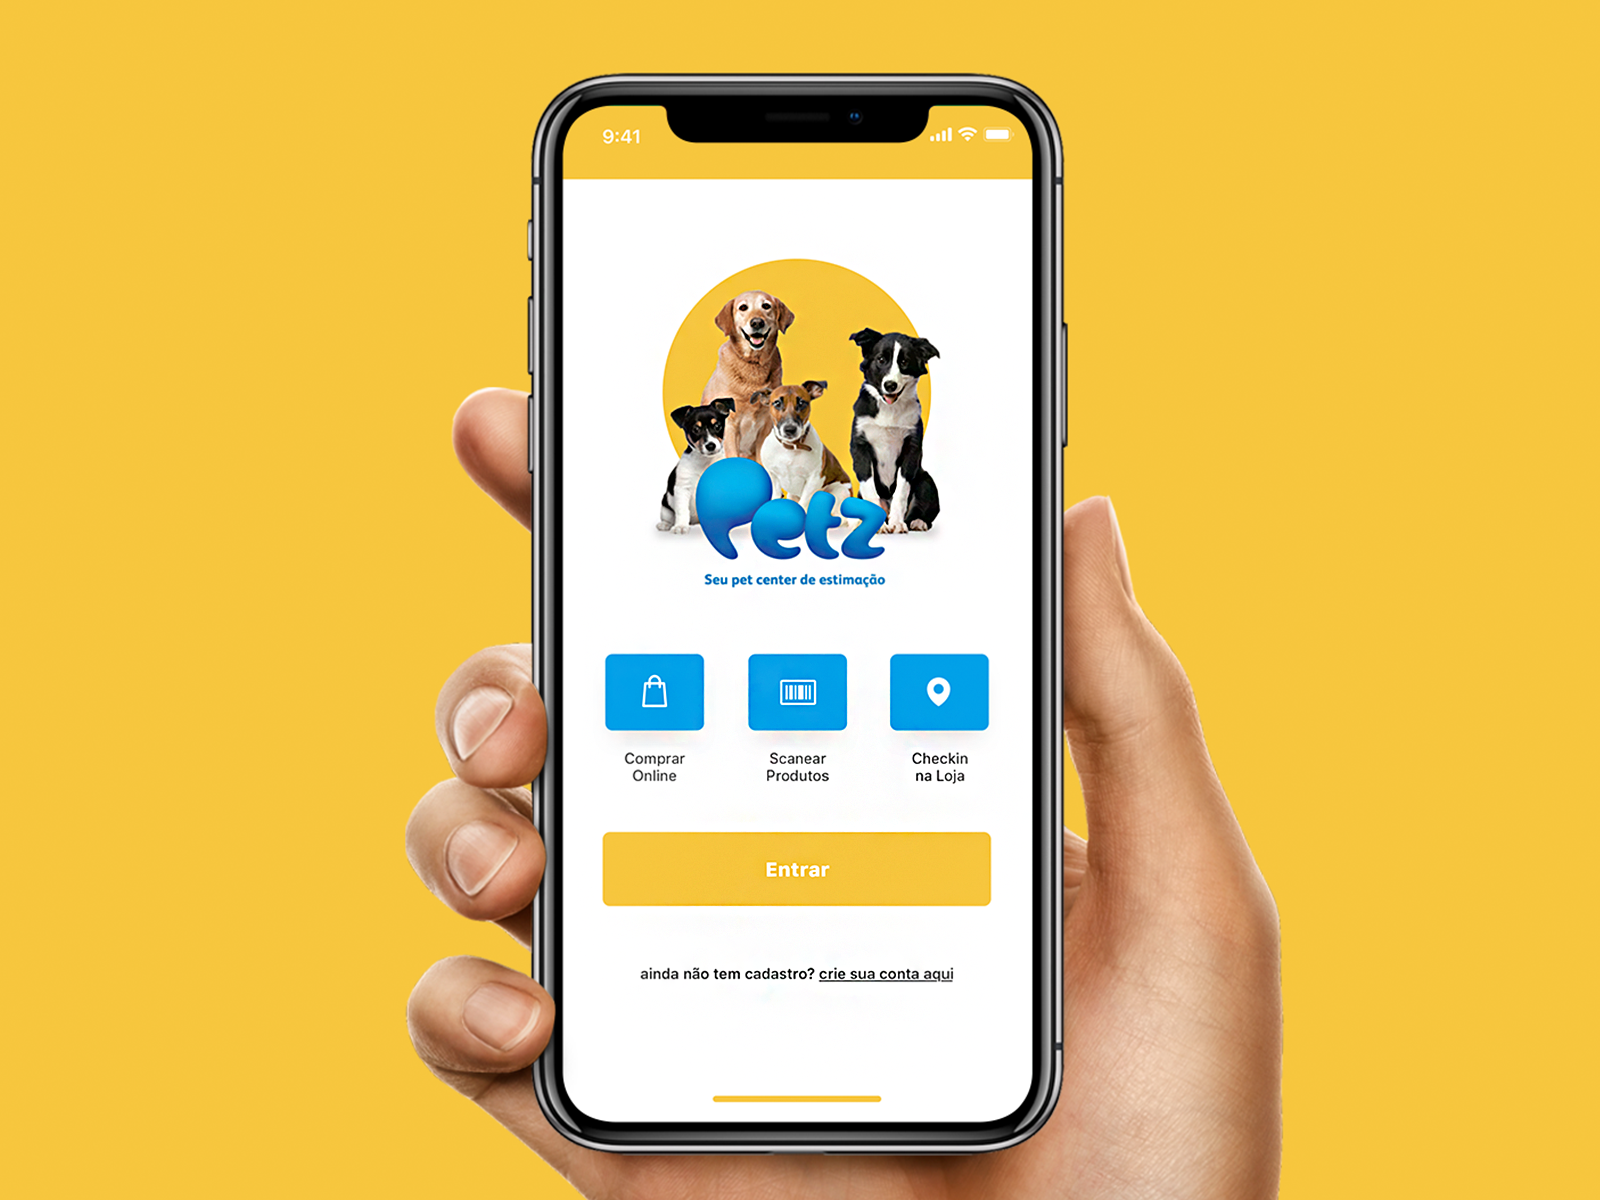 9:41
Petz
Seu pet center de estimação
Comprar
Online
Scanear
Produtos
Checkin
na Loja
Entrar
ainda não tem cadastro? crie sua conta aqui